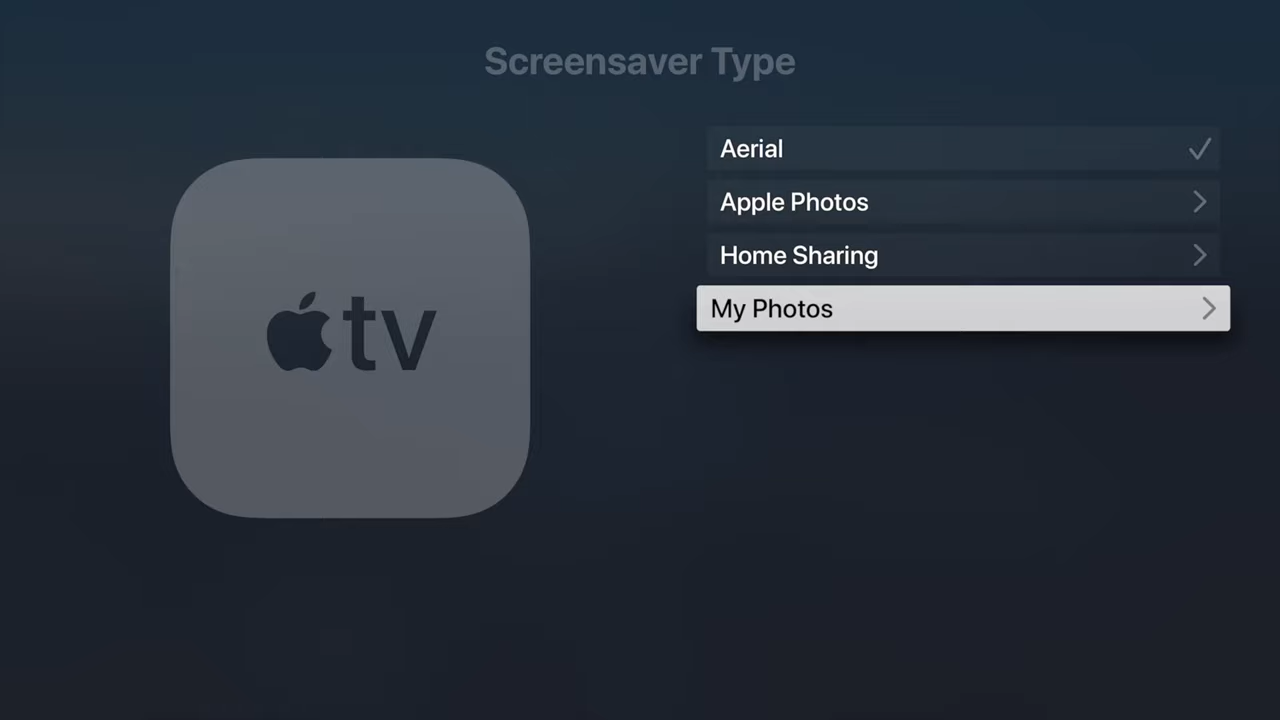 Screensaver Type
Aerial
Apple Photos
Home Sharing
My Photos
tv